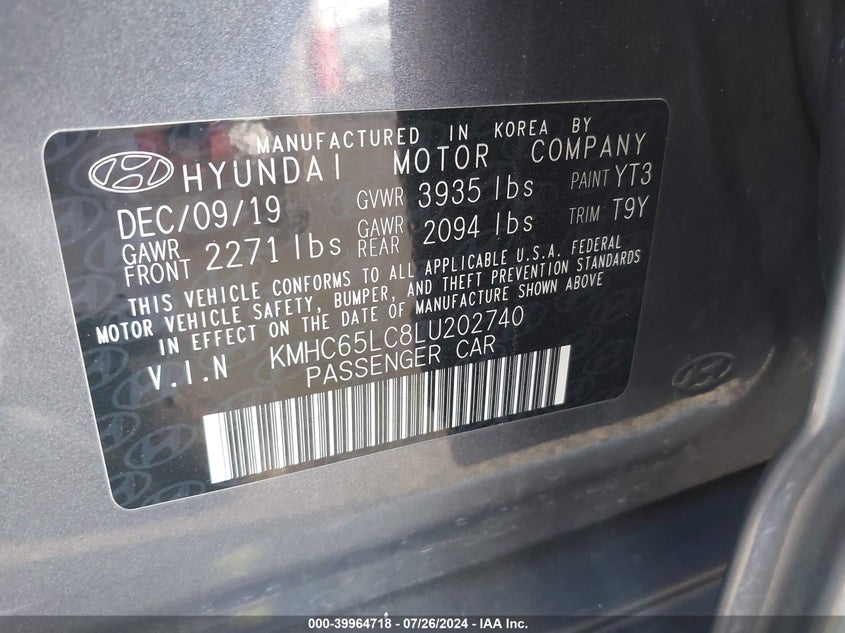 MANUFACTURED IN KOREA BY
HYUNDAI MOTOR COMPANY
DEC/09/19 GVWR 3935 lbs PAINT YT3
GAWR FRONT 2271 lbs GAWR REAR 2094 lbs TRIM T9Y
THIS VEHICLE CONFORMS TO ALL APPLICABLE U.S.A. FEDERAL
MOTOR VEHICLE SAFETY, BUMPER, AND THEFT PREVENTION STANDARDS
IN EFFECT ON THE DATE OF MANUFACTURE SHOWN ABOVE
V.I.N KMHC65LC8LU202740
PASSENGER CAR
000-39964718 - 07/26/2024 - IAA Inc.